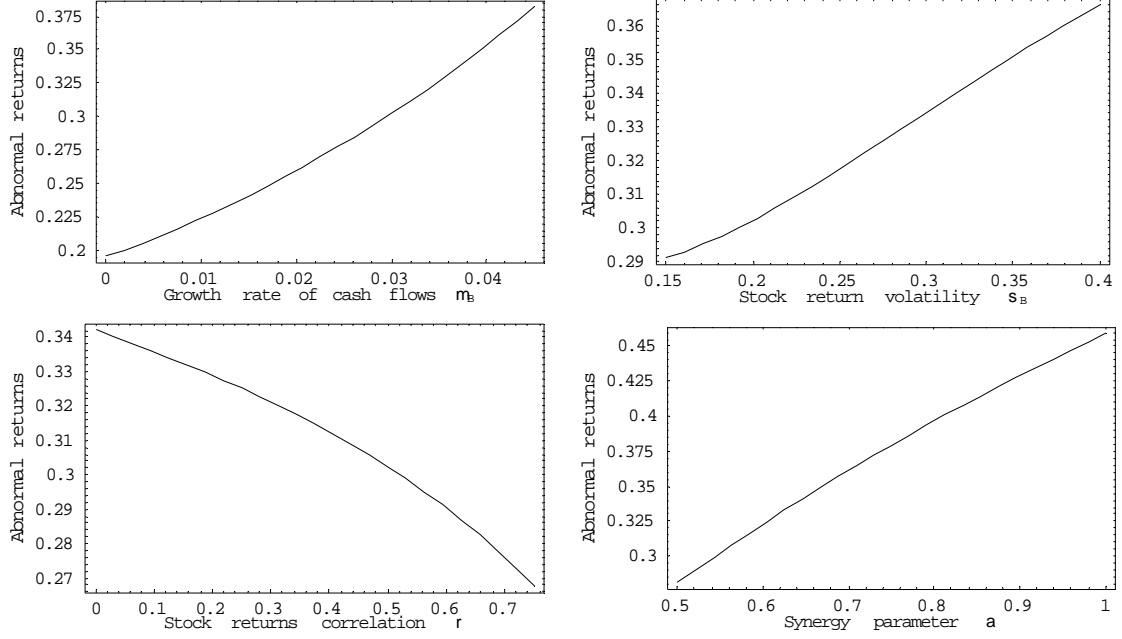 Abnormal returns
0.375
0.35
0.325
0.3
0.275
0.25
0.225
0.2
0 0.01 0.02 0.03 0.04
Growth rate of cash flows m B
Abnormal returns
0.36
0.35
0.34
0.33
0.32
0.31
0.3
0.29
0.15 0.2 0.25 0.3 0.35 0.4
Stock return volatility s B
Abnormal returns
0.34
0.33
0.32
0.31
0.3
0.29
0.28
0.27
0 0.1 0.2 0.3 0.4 0.5 0.6 0.7
Stock returns correlation r
Abnormal returns
0.45
0.425
0.4
0.375
0.35
0.325
0.3
0.5 0.6 0.7 0.8 0.9 1
Synergy parameter a